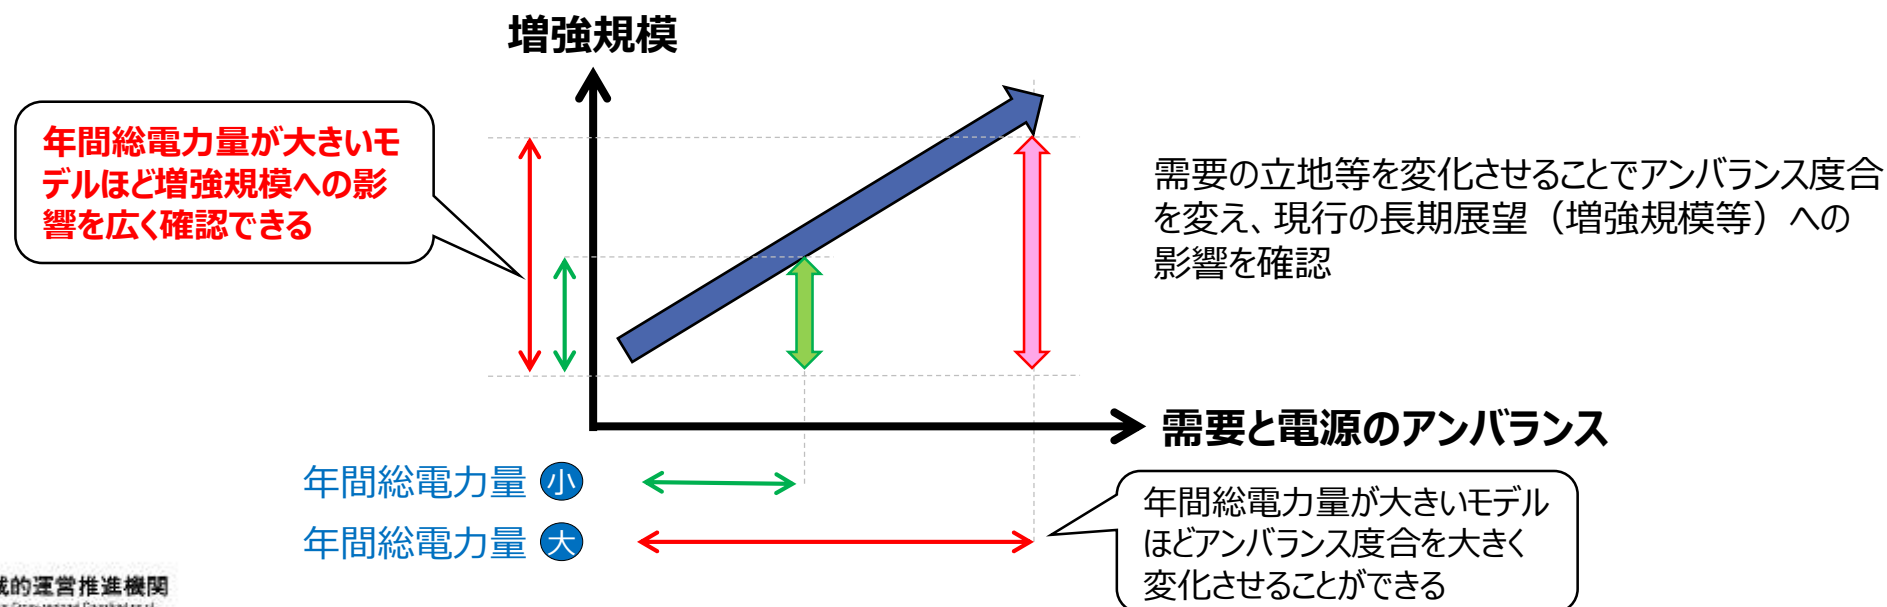 増強規模
年間総電力量が大きいモ
デルほど増強規模への影
響を広く確認できる
需要の立地等を変化させることでアンバランス度合
を変え、現行の長期展望（増強規模等）への
影響を確認
需要と電源のアンバランス
年間総電力量 小
年間総電力量 大
年間総電力量が大きいモデル
ほどアンバランス度合を大きく
変化させることができる
的運営推進機関